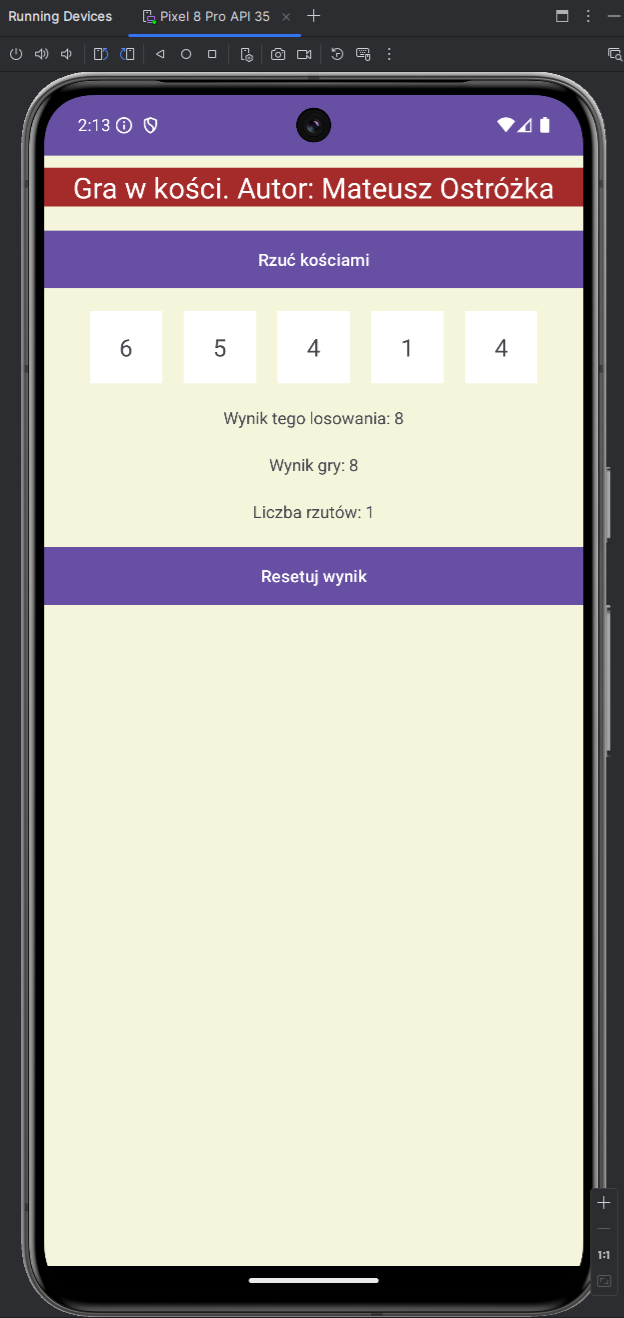 Running Devices
Pixel 8 Pro API 35
2:13
Gra w kości. Autor: Mateusz Ostróżka
Rzuć kościami
6 5 4 1 4
Wynik tego losowania: 8
Wynik gry: 8
Liczba rzutów: 1
Resetuj wynik
1:1